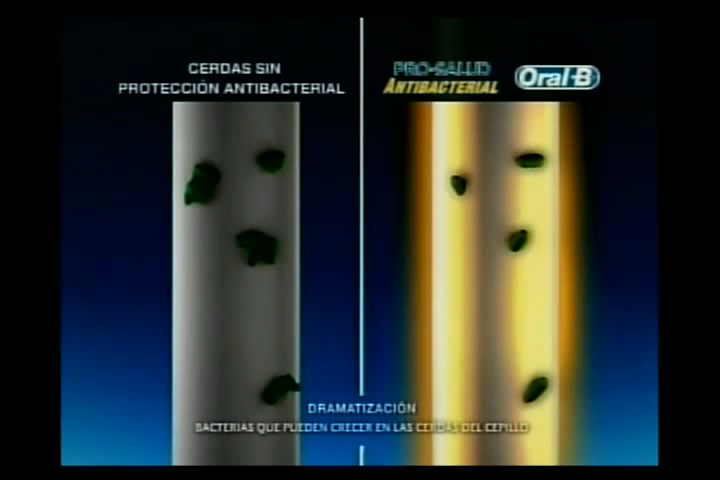 CERDAS SIN
PROTECCIÓN ANTIBACTERIAL
PRO-SALUD
ANTIBACTERIAL
Oral-B
DRAMATIZACIÓN
BACTERIAS QUE PUEDEN CRECER EN LAS CERDAS DEL CEPILLO